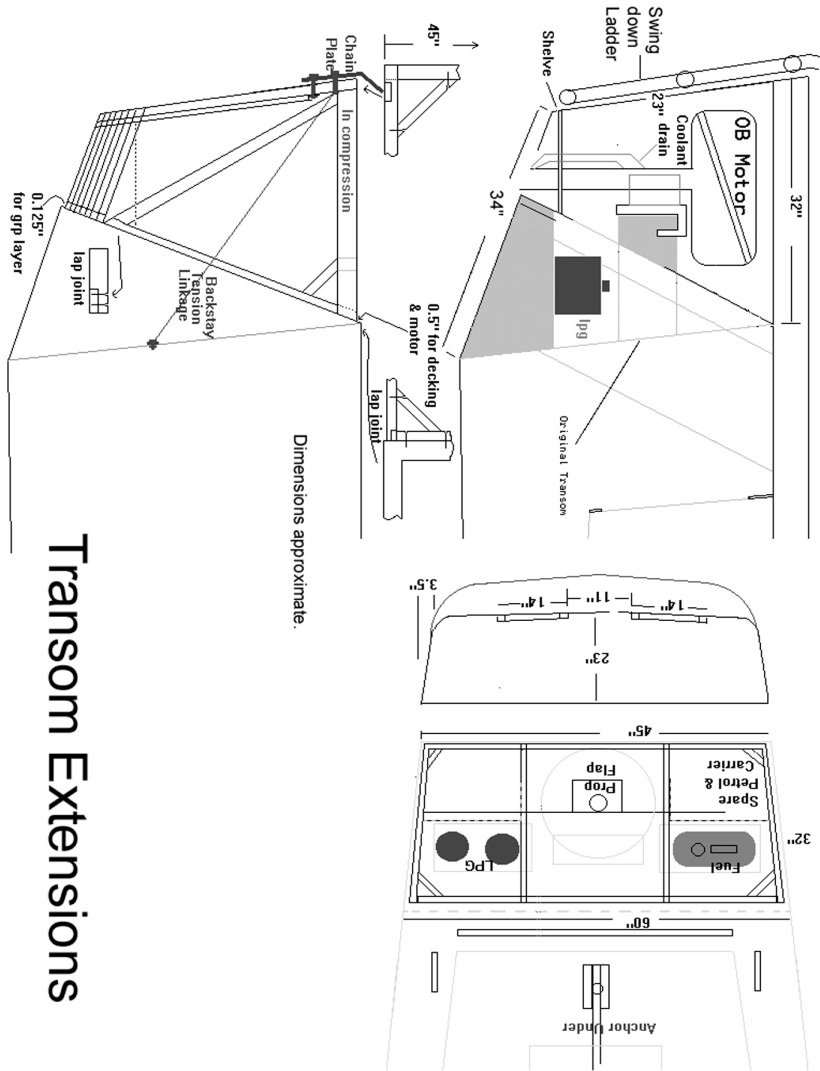 Swing
down
Ladder
45"
Shelve
Chain
Plate
23"
Coolant
drain
OB Motor
32"
In compression
34"
0.125"
for grp layer
lap joint
Backstay
Tension
Linkage
lpg
0.5" for decking
& motor
lap joint
Original Transom
Dimensions approximate.
Transom Extensions
3.5"
14"
11"
14"
23"
45"
Spare
Petrol &
Carrier
Prop
Flap
32"
Fuel
LPG
60"
Anchor Under